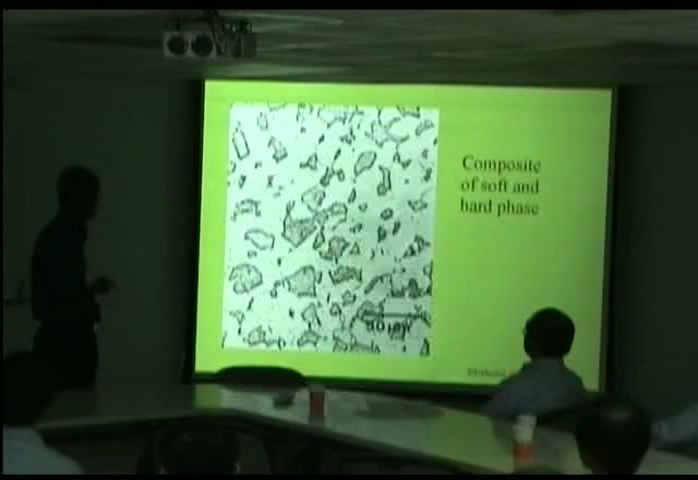 Composite
of soft and
hard phase